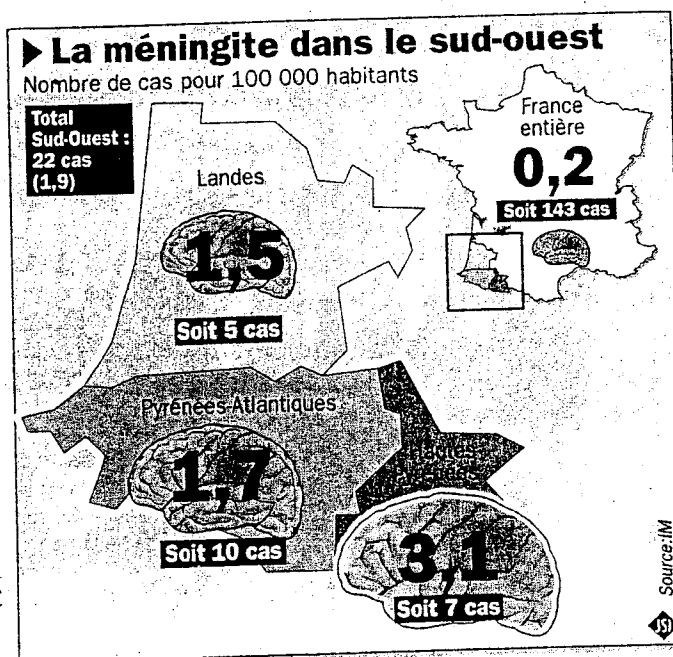 La méningite dans le sud-ouest
Nombre de cas pour 100 000 habitants
Total
Sud-Ouest :
22 cas
(1,9)
France
entière
0,2
Soit 143 cas
Landes
1,5
Soit 5 cas
Pyrénées-Atlantiques
1,7
Soit 10 cas
Hautes
3,1
Soit 7 cas
Source:IM
JSI